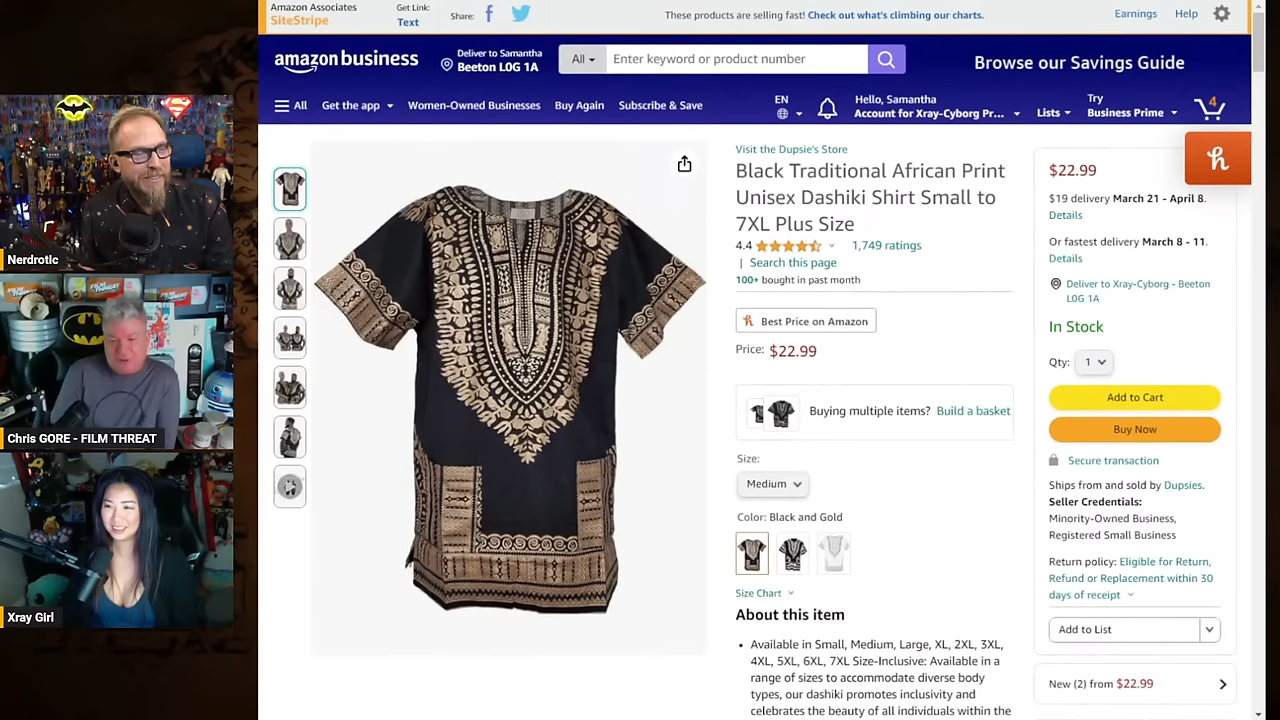 Nerdrotic
Chris GORE - FILM THREAT
Xray Girl
Amazon Associates
SiteStripe
Get Link:
Text
Share:
These products are selling fast! Check out what's climbing our charts.
Earnings
Help
amazon business
Deliver to Samantha
Beeton L0G 1A
All
Enter keyword or product number
Browse our Savings Guide
All
Get the app
Women-Owned Businesses
Buy Again
Subscribe & Save
EN
Hello, Samantha
Account for Xray-Cyborg Pr...
Lists
Try
Business Prime
4
Visit the Dupsie's Store
Black Traditional African Print
Unisex Dashiki Shirt Small to
7XL Plus Size
4.4
1,749 ratings
| Search this page
100+ bought in past month
Best Price on Amazon
Price: $22.99
Buying multiple items? Build a basket
Size:
Medium
Color: Black and Gold
Size Chart
About this item
• Available in Small, Medium, Large, XL, 2XL, 3XL,
4XL, 5XL, 6XL, 7XL Size-Inclusive: Available in a
range of sizes to accommodate diverse body
types, our dashiki promotes inclusivity and
celebrates the beauty of all individuals within the
$22.99
$19 delivery March 21 - April 8.
Details
Or fastest delivery March 8 - 11.
Details
Deliver to Xray-Cyborg - Beeton
L0G 1A
In Stock
Qty: 1
Add to Cart
Buy Now
Secure transaction
Ships from and sold by Dupsies.
Seller Credentials:
Minority-Owned Business,
Registered Small Business
Return policy: Eligible for Return,
Refund or Replacement within 30
days of receipt
Add to List
New (2) from $22.99